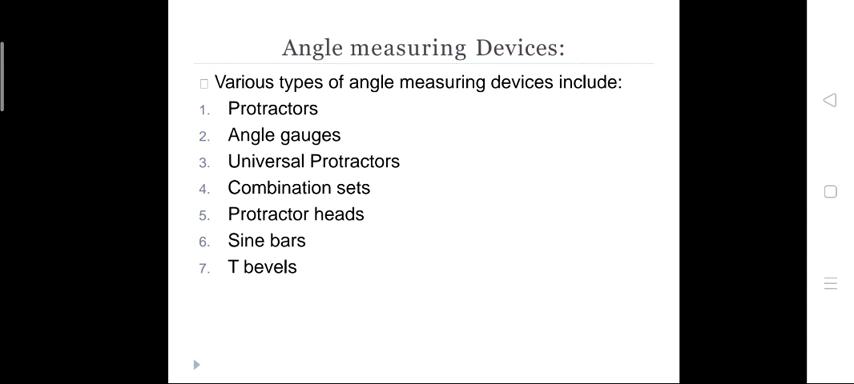 Angle measuring Devices:
Various types of angle measuring devices include:
1. Protractors
2. Angle gauges
3. Universal Protractors
4. Combination sets
5. Protractor heads
6. Sine bars
7. T bevels